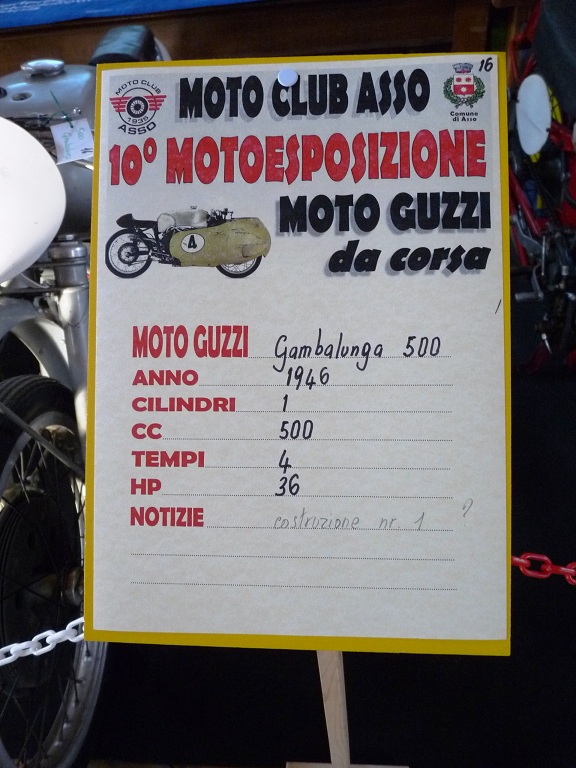 16
MOTO CLUB
1935
ASSO
MOTO CLUB ASSO
Comune
di Asso
10° MOTOESPOSIZIONE
MOTO GUZZI
da corsa
4
MOTO GUZZI Gambalunga 500
ANNO 1946
CILINDRI 1
CC 500
TEMPI 4
HP 36
NOTIZIE costruzione nr. 1 ?